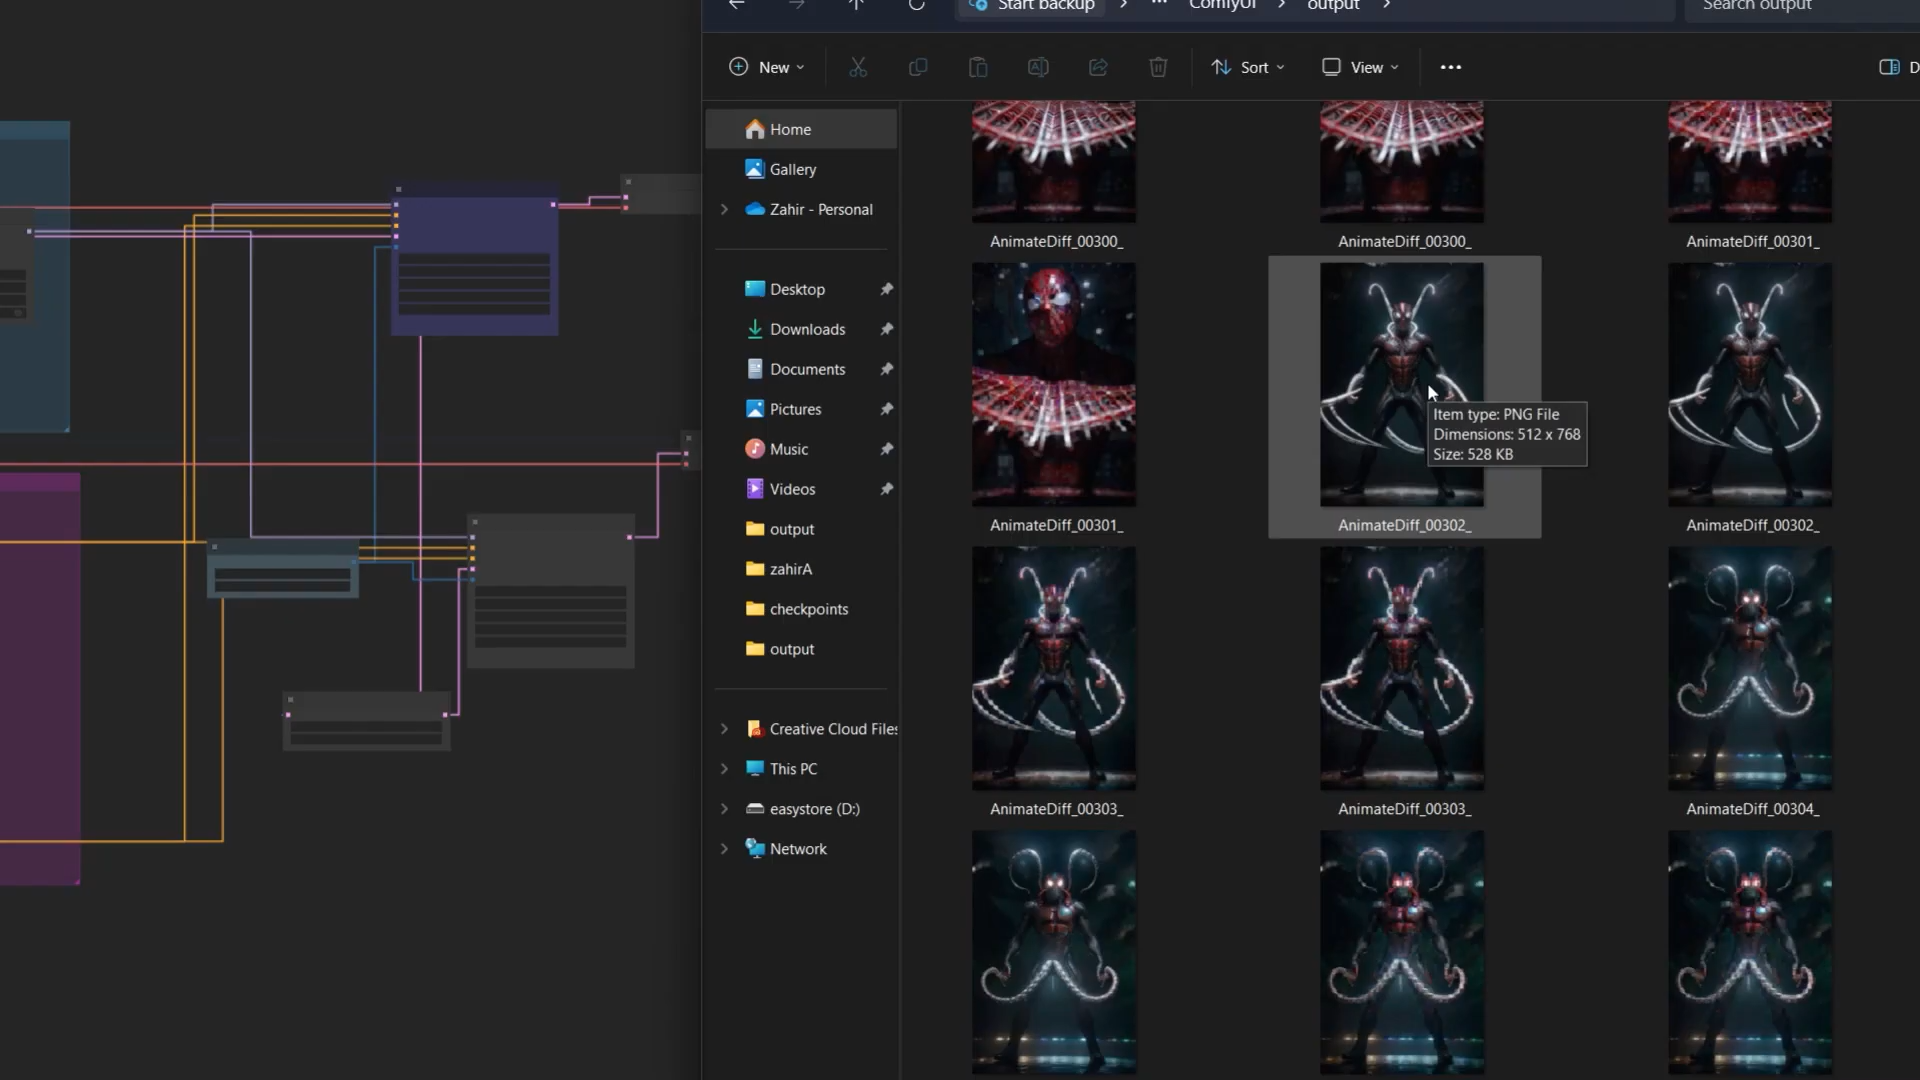 Start backup
ComfyUI
output
Search output
New
Sort
View
D
Home
Gallery
Zahir - Personal
Desktop
Downloads
Documents
Pictures
Music
Videos
output
zahirA
checkpoints
output
Creative Cloud Files
This PC
easystore (D:)
Network
AnimateDiff_00300_
AnimateDiff_00300_
AnimateDiff_00301_
AnimateDiff_00301_
AnimateDiff_00302_
AnimateDiff_00302_
Item type: PNG File
Dimensions: 512 x 768
Size: 528 KB
AnimateDiff_00303_
AnimateDiff_00303_
AnimateDiff_00304_